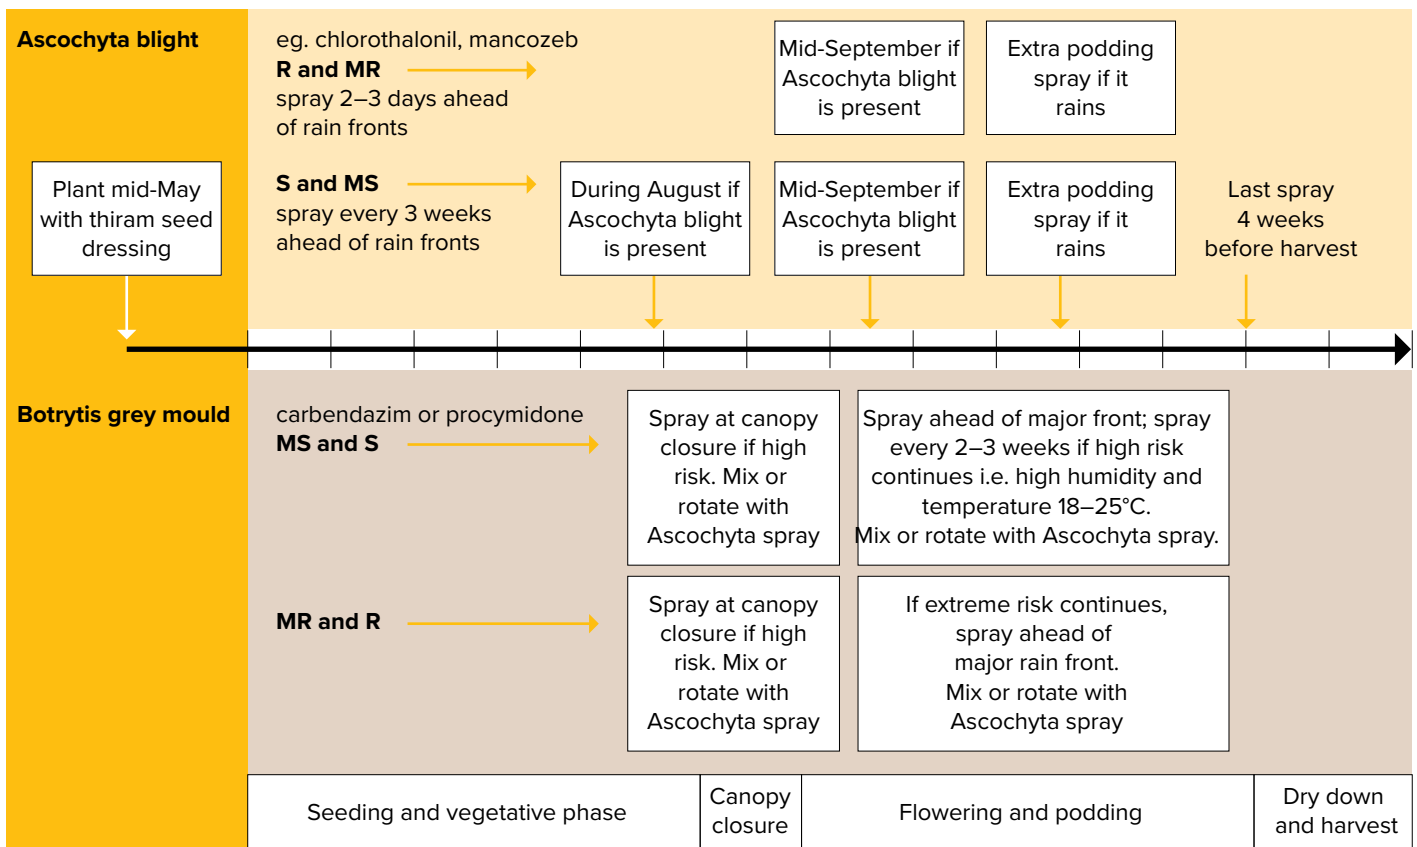 Ascochyta blight
eg. chlorothalonil, mancozeb
R and MR
spray 2–3 days ahead
of rain fronts
Mid-September if
Ascochyta blight
is present
Extra podding
spray if it
rains
Plant mid-May
with thiram seed
dressing
S and MS
spray every 3 weeks
ahead of rain fronts
During August if
Ascochyta blight
is present
Mid-September if
Ascochyta blight
is present
Extra podding
spray if it
rains
Last spray
4 weeks
before harvest
Botrytis grey mould
carbendazim or procymidone
MS and S
Spray at canopy
closure if high
risk. Mix or
rotate with
Ascochyta spray
Spray ahead of major front; spray
every 2–3 weeks if high risk
continues i.e. high humidity and
temperature 18–25°C.
Mix or rotate with Ascochyta spray.
MR and R
Spray at canopy
closure if high
risk. Mix or
rotate with
Ascochyta spray
If extreme risk continues,
spray ahead of
major rain front.
Mix or rotate with
Ascochyta spray
Seeding and vegetative phase
Canopy
closure
Flowering and podding
Dry down
and harvest